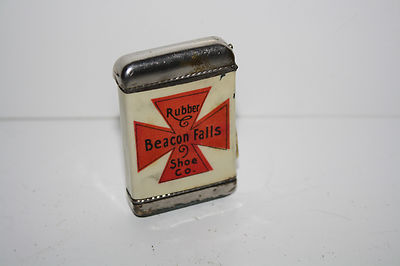 Rubber
Beacon Falls
Shoe
Co.